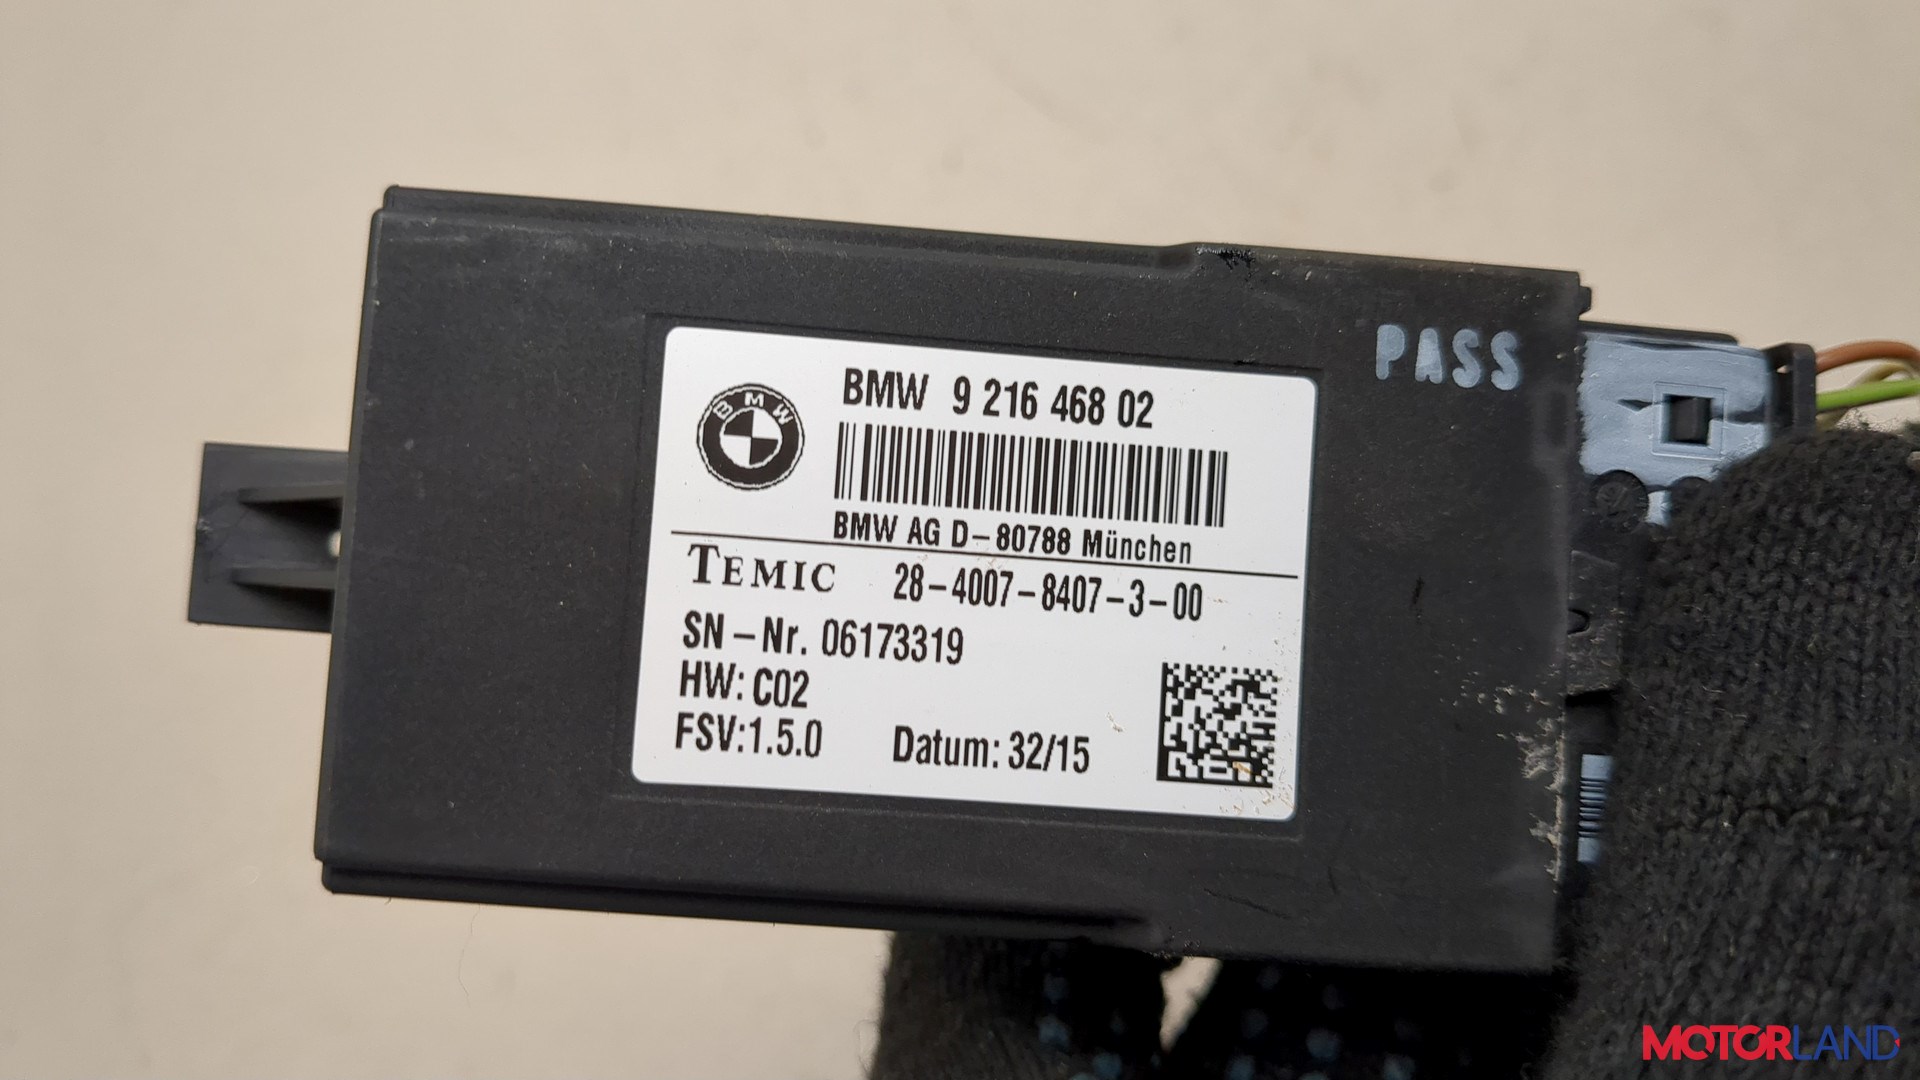 PASS
BMW 9 216 468 02
BMW
BMW AG D-80788 München
TEMIC 28-4007-8407-3-00
SN-Nr. 06173319
HW: C02
FSV:1.5.0 Datum: 32/15
MOTORLAND